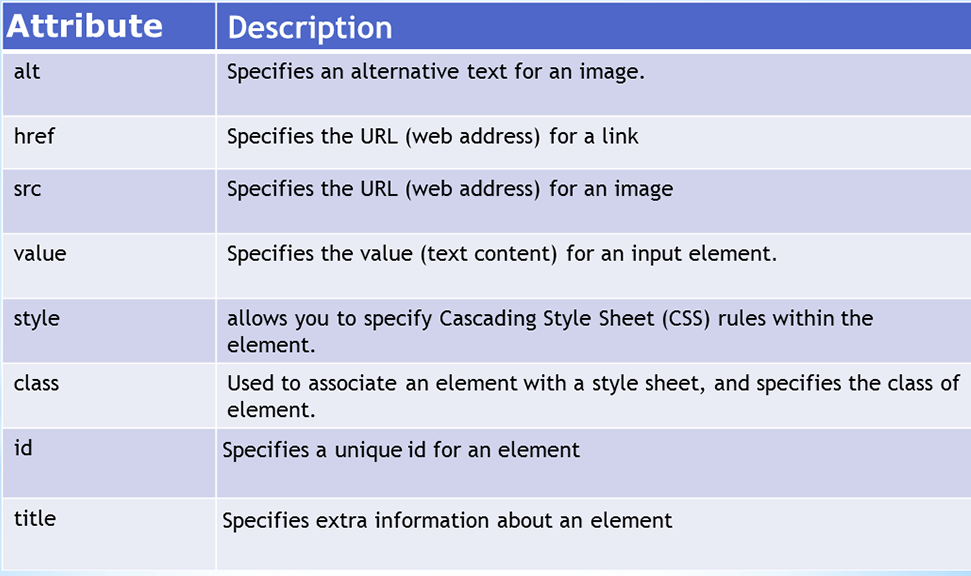 Attribute Description
alt Specifies an alternative text for an image.
href Specifies the URL (web address) for a link
src Specifies the URL (web address) for an image
value Specifies the value (text content) for an input element.
style allows you to specify Cascading Style Sheet (CSS) rules within the
element.
class Used to associate an element with a style sheet, and specifies the class of
element.
id Specifies a unique id for an element
title Specifies extra information about an element